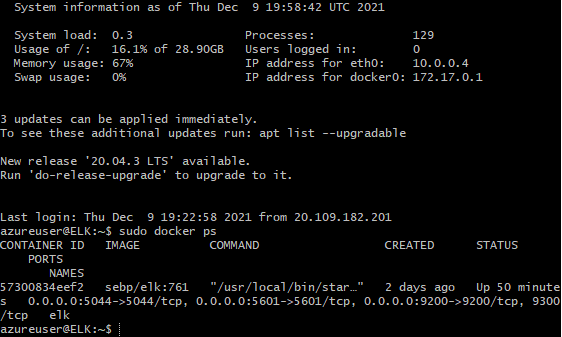 System information as of Thu Dec  9 19:58:42 UTC 2021
System load:  0.3                Processes:              129
Usage of /:   16.1% of 28.90GB   Users logged in:        0
Memory usage: 67%                IP address for eth0:    10.0.0.4
Swap usage:   0%                 IP address for docker0: 172.17.0.1
3 updates can be applied immediately.
To see these additional updates run: apt list --upgradable
New release '20.04.3 LTS' available.
Run 'do-release-upgrade' to upgrade to it.
Last login: Thu Dec  9 19:22:58 2021 from 20.109.182.201
azureuser@ELK:~$ sudo docker ps
CONTAINER ID   IMAGE          COMMAND                  CREATED      STATUS
    PORTS
       NAMES
57300834eef2   sebp/elk:761   "/usr/local/bin/star…"   2 days ago   Up 50 minute
s   0.0.0.0:5044->5044/tcp, 0.0.0.0:5601->5601/tcp, 0.0.0.0:9200->9200/tcp, 9300
/tcp   elk
azureuser@ELK:~$